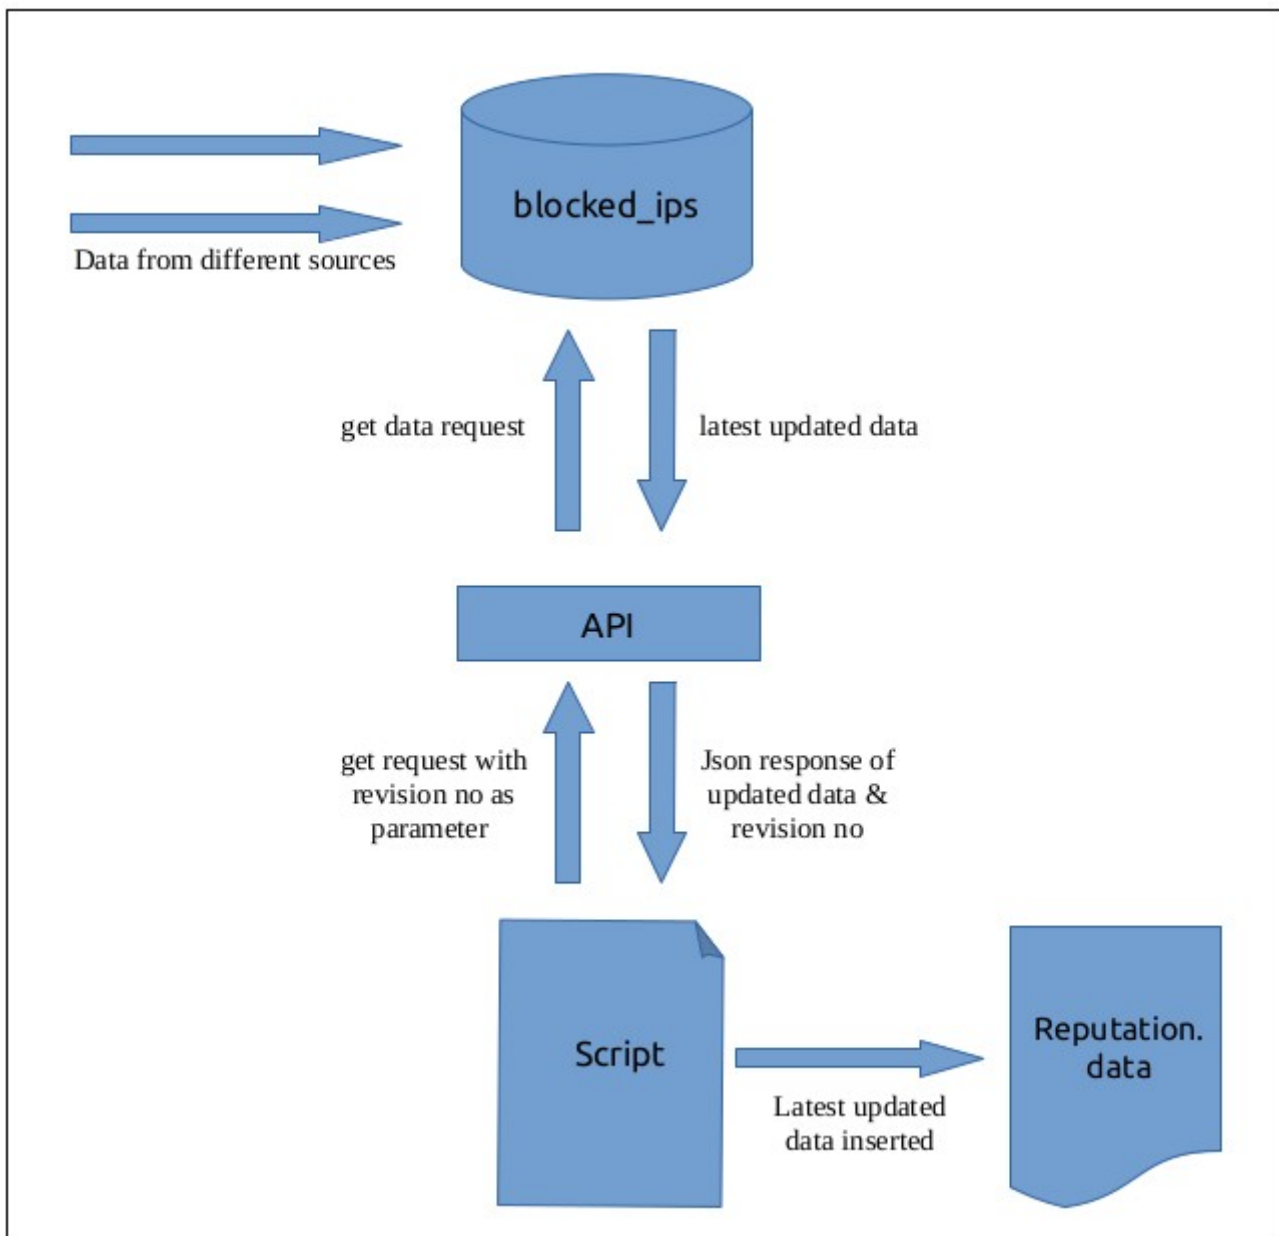 blocked_ips
Data from different sources
get data request
latest updated data
API
get request with
revision no as
parameter
Json response of
updated data &
revision no
Script
Reputation.
data
Latest updated
data inserted